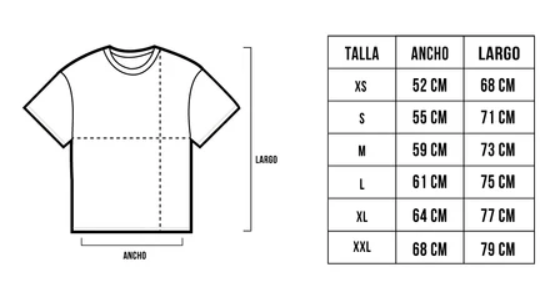 LARGO
ANCHO
TALLA ANCHO LARGO
XS 52 CM 68 CM
S 55 CM 71 CM
M 59 CM 73 CM
L 61 CM 75 CM
XL 64 CM 77 CM
XXL 68 CM 79 CM